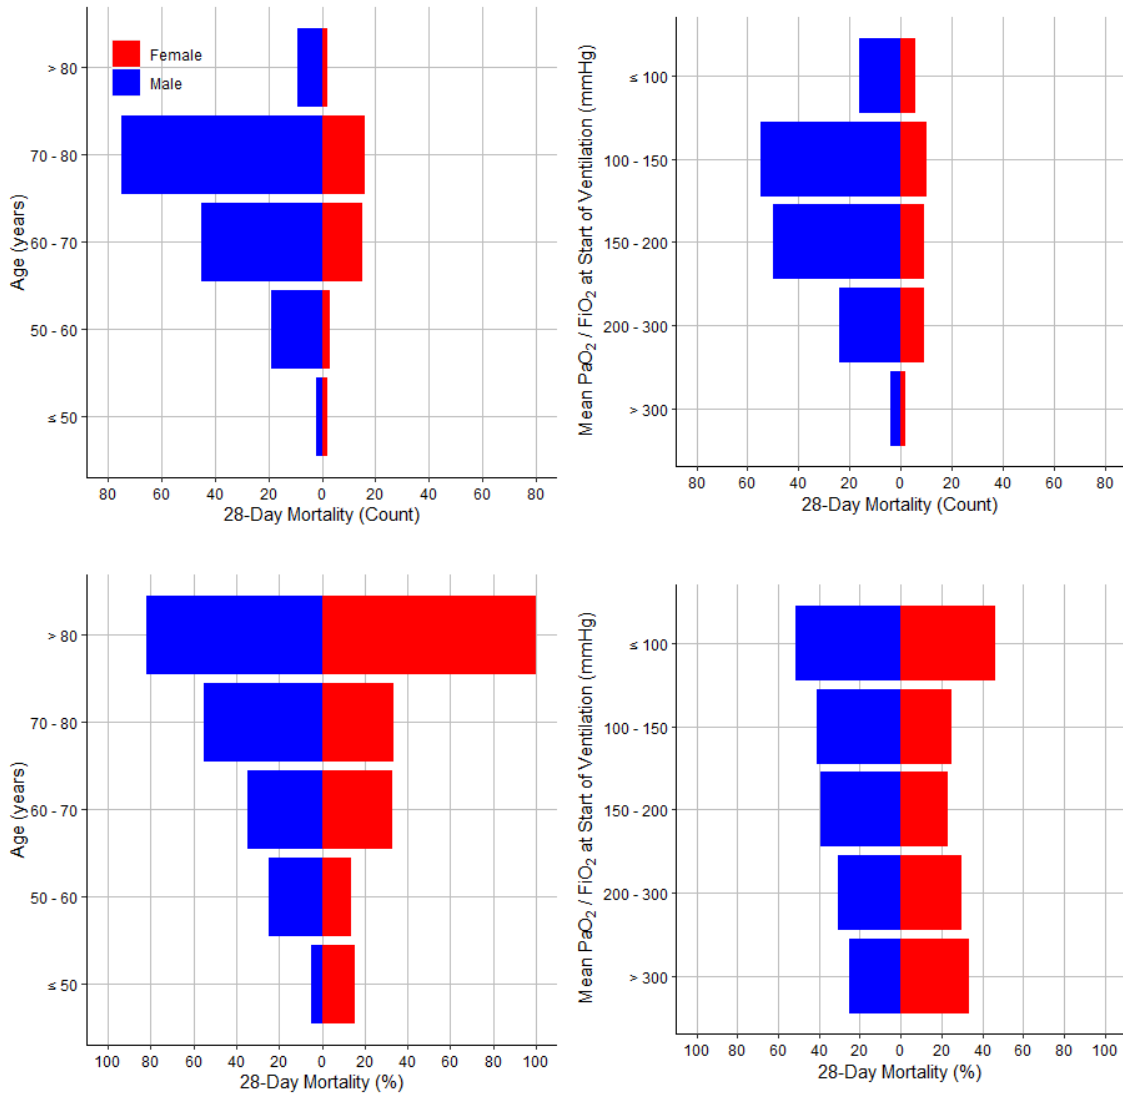 Female
Male
Age (years)
> 80
70 - 80
60 - 70
50 - 60
≤ 50
80 60 40 20 0 20 40 60 80
28-Day Mortality (Count)
Mean PaO₂ / FiO₂ at Start of Ventilation (mmHg)
≤ 100
100 - 150
150 - 200
200 - 300
> 300
80 60 40 20 0 20 40 60 80
28-Day Mortality (Count)
Age (years)
> 80
70 - 80
60 - 70
50 - 60
≤ 50
100 80 60 40 20 0 20 40 60 80 100
28-Day Mortality (%)
Mean PaO₂ / FiO₂ at Start of Ventilation (mmHg)
≤ 100
100 - 150
150 - 200
200 - 300
> 300
100 80 60 40 20 0 20 40 60 80 100
28-Day Mortality (%)